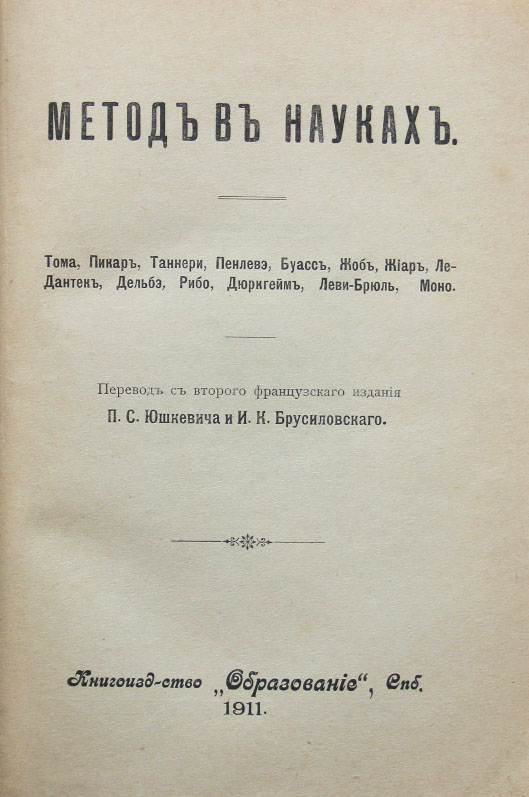 МЕТОДЪ ВЪ НАУКАХЪ.
Тома, Пикаръ, Таннери, Пенлевэ, Буассъ, Жобъ, Жіаръ, Ле-
Дантекъ, Дельбэ, Рибо, Дюркгеймъ, Леви-Брюль, Моно.
Переводъ съ второго французскаго изданія
П. С. Юшкевича и И. К. Брусиловскаго.
Книгоизд-ство „Образованіе“, Спб.
1911.